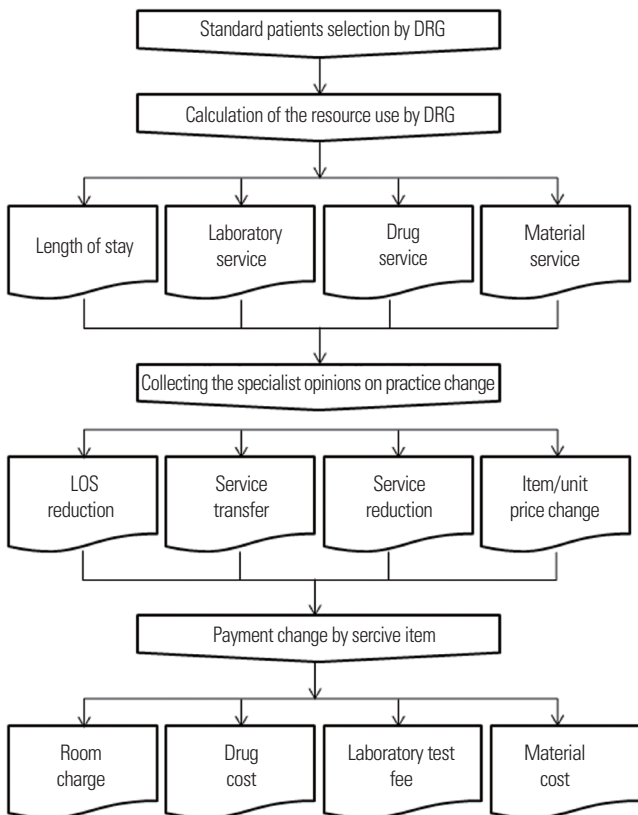 Standard patients selection by DRG
Calculation of the resource use by DRG
Length of stay
Laboratory
service
Drug
service
Material
service
Collecting the specialist opinions on practice change
LOS
reduction
Service
transfer
Service
reduction
Item/unit
price change
Payment change by sercive item
Room
charge
Drug
cost
Laboratory test
fee
Material
cost